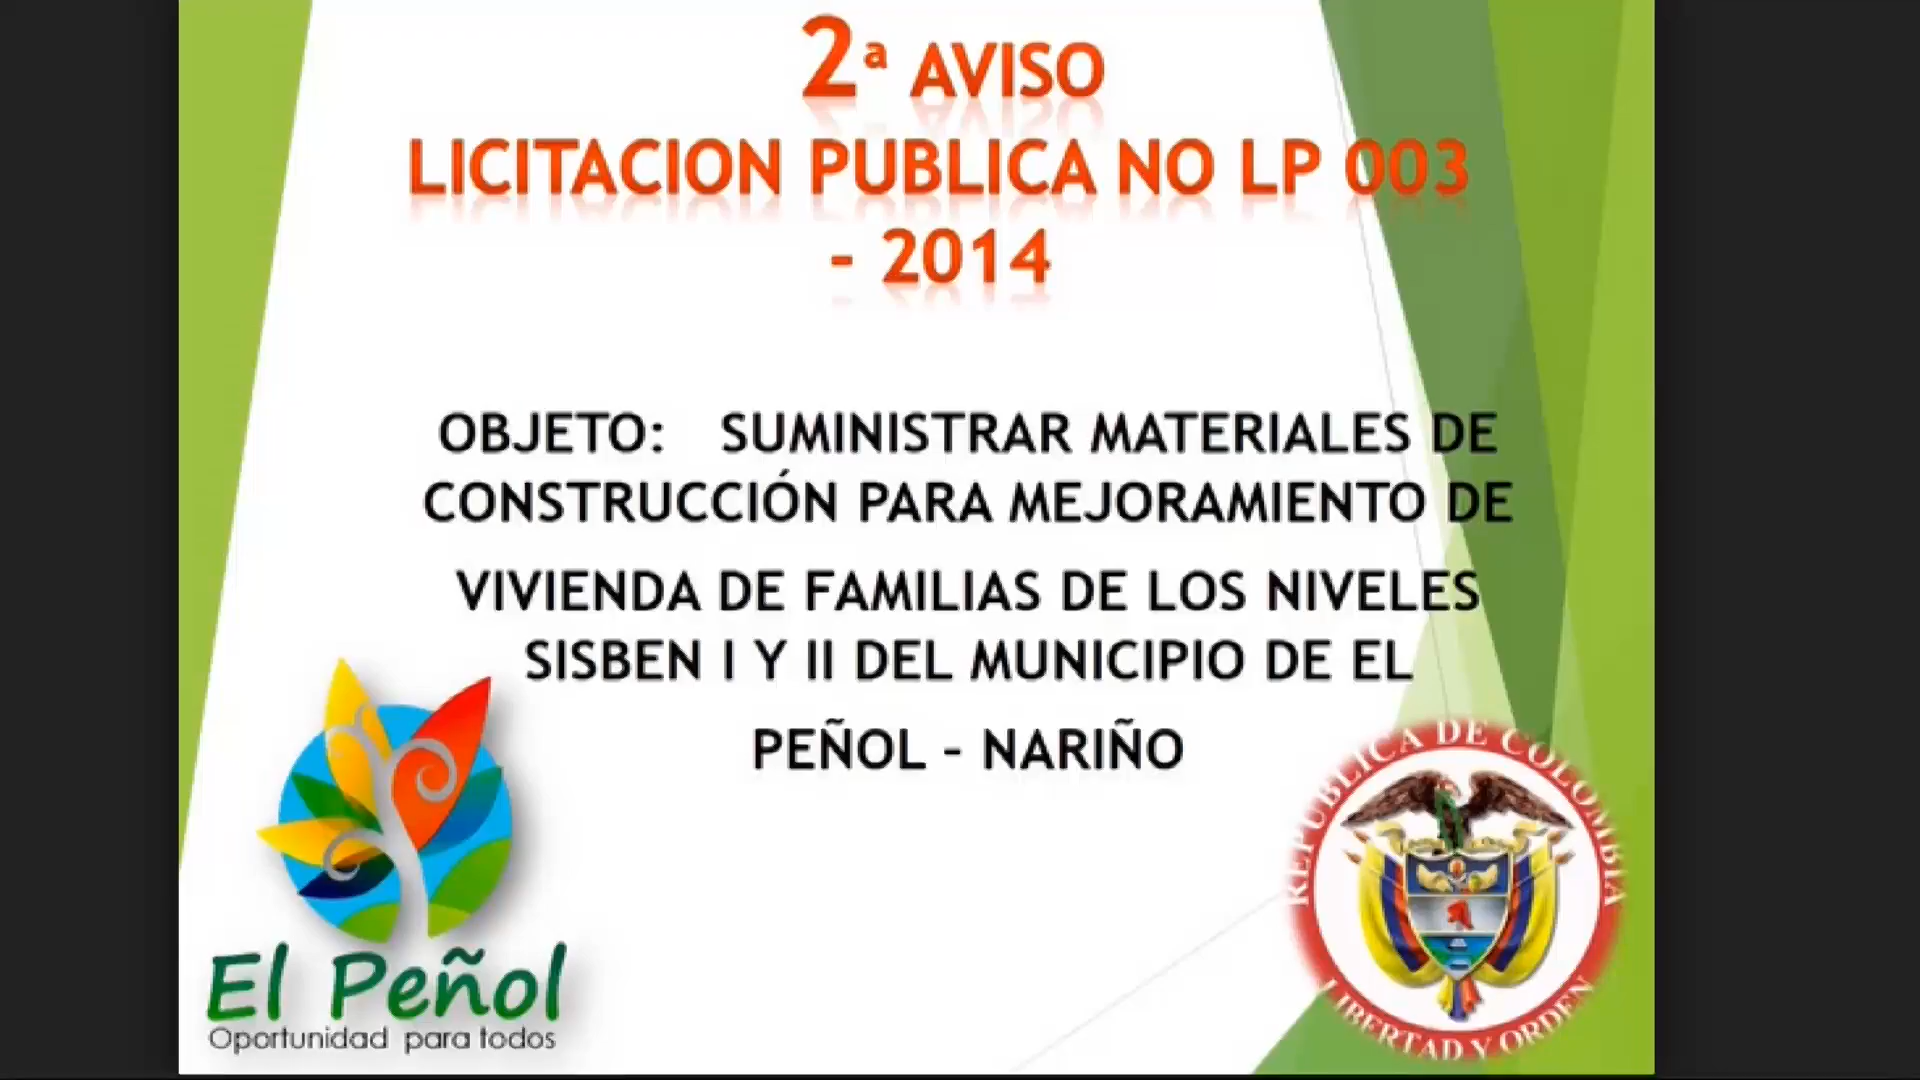 2ª AVISO
LICITACION PUBLICA NO LP 003
- 2014
OBJETO: SUMINISTRAR MATERIALES DE
CONSTRUCCIÓN PARA MEJORAMIENTO DE
VIVIENDA DE FAMILIAS DE LOS NIVELES
SISBEN I Y II DEL MUNICIPIO DE EL
PEÑOL – NARIÑO
El Peñol
Oportunidad para todos
REPUBLICA DE COLOMBIA
LIBERTAD Y ORDEN